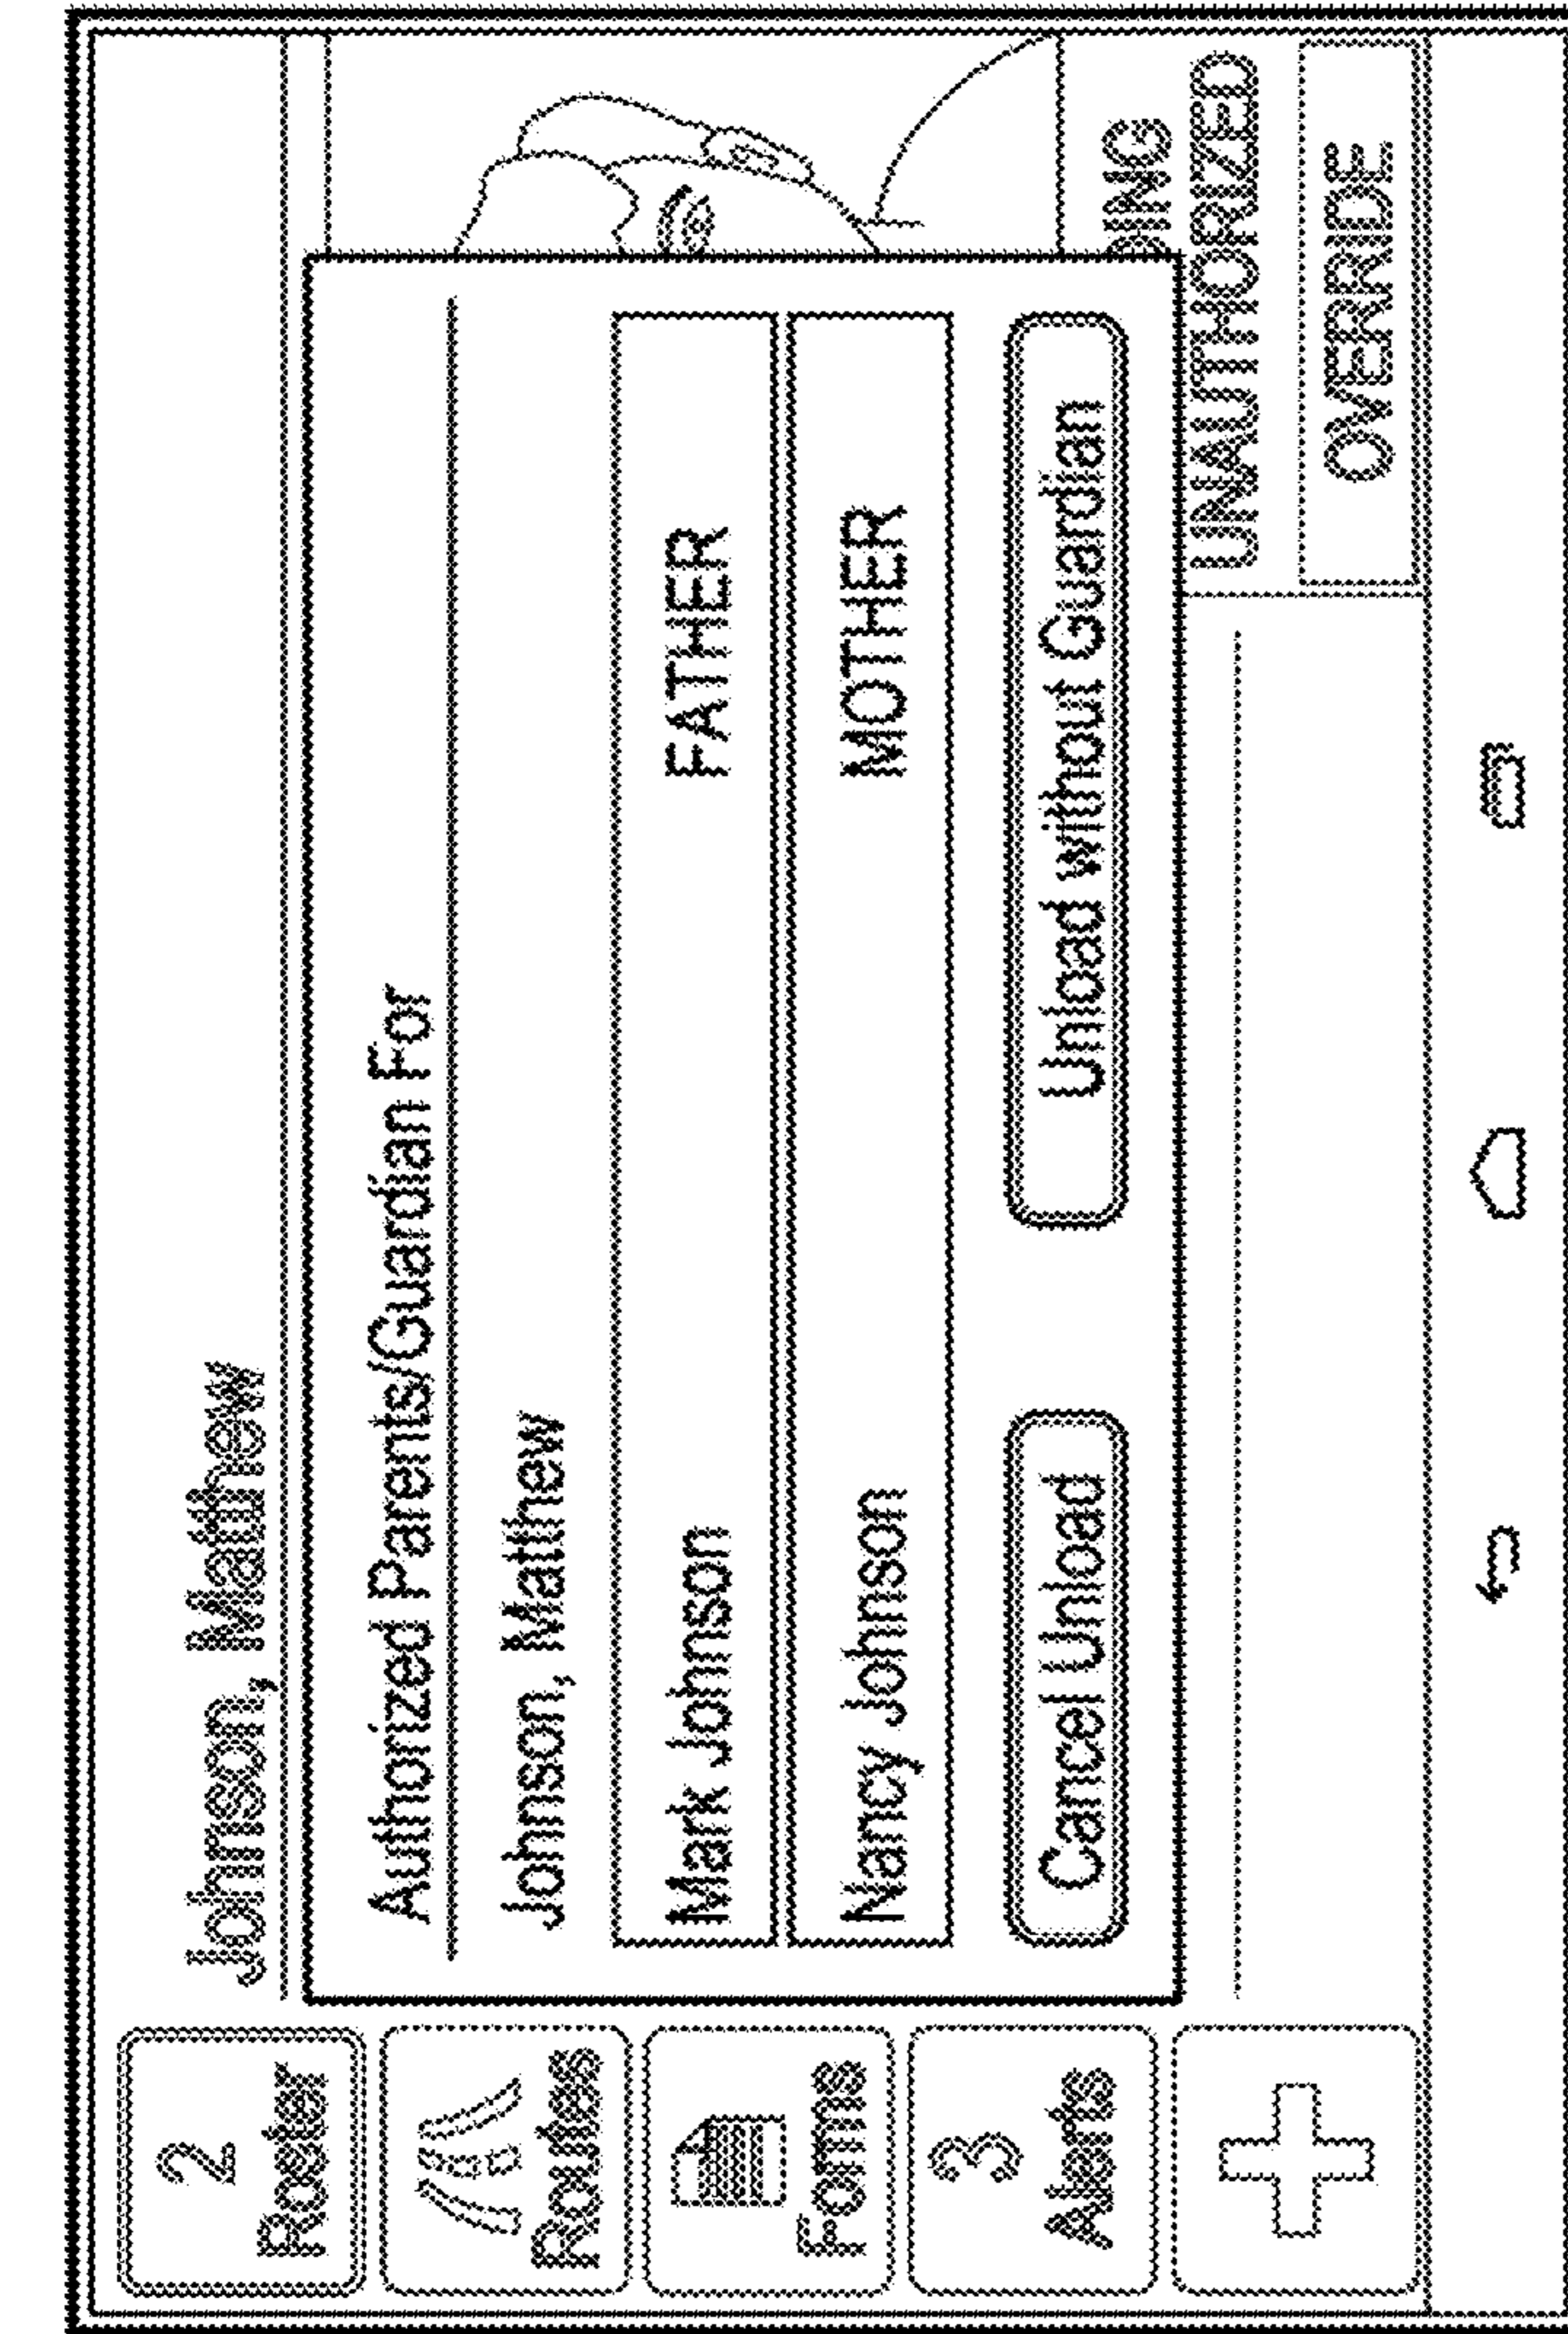 Johnson, Matthew
2
Roster
Routes
Forms
3
Alerts
Authorized Parents/Guardian For
Johnson, Matthew
Mark Johnson FATHER
Nancy Johnson MOTHER
Cancel Unload
Unload without Guardian
UNAUTHORIZED
OVERRIDE